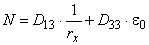 N = D₁₃ · 1/rₓ + D₃₃ · ε₀